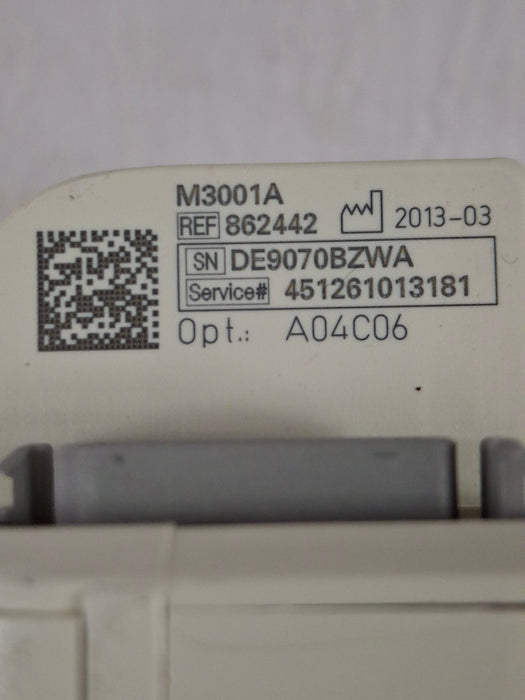 M3001A
REF 862442 2013-03
SN DE9070BZWA
Service# 451261013181
Opt.: A04C06